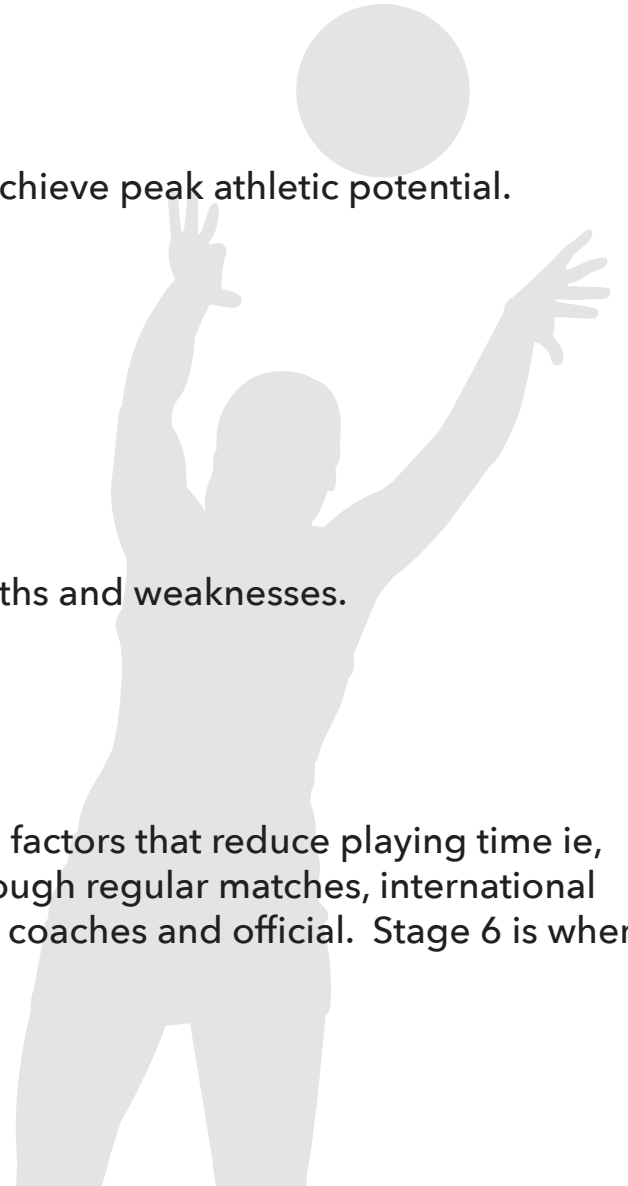 chieve peak athletic potential.
ths and weaknesses.
factors that reduce playing time ie,
ough regular matches, international
coaches and official.  Stage 6 is wher